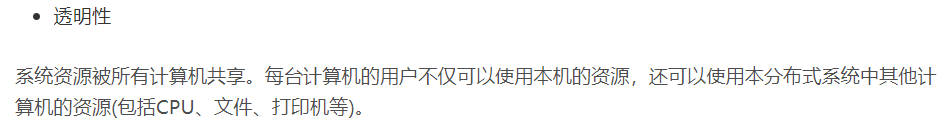 透明性
系统资源被所有计算机共享。每台计算机的用户不仅可以使用本机的资源，还可以使用本分布式系统中其他计
算机的资源(包括CPU、文件、打印机等)。